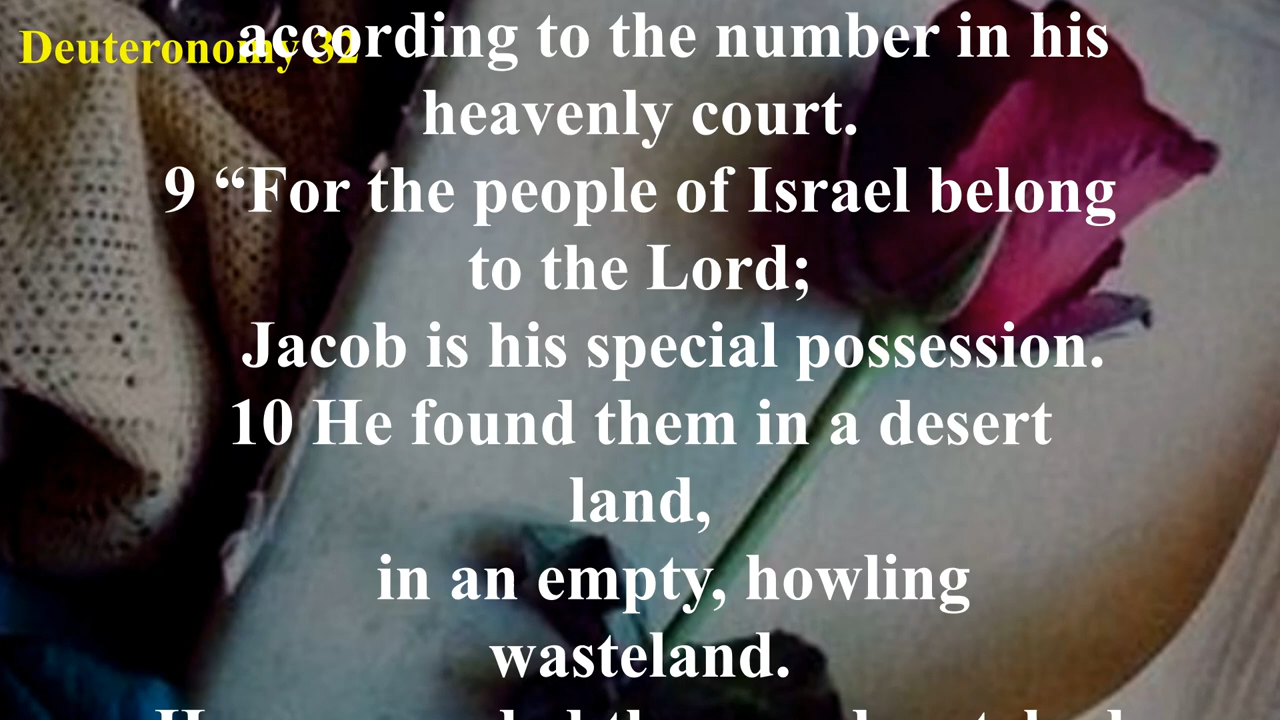 Deuteronomy 32
according to the number in his
heavenly court.
9 “For the people of Israel belong
to the Lord;
Jacob is his special possession.
10 He found them in a desert
land,
in an empty, howling
wasteland.